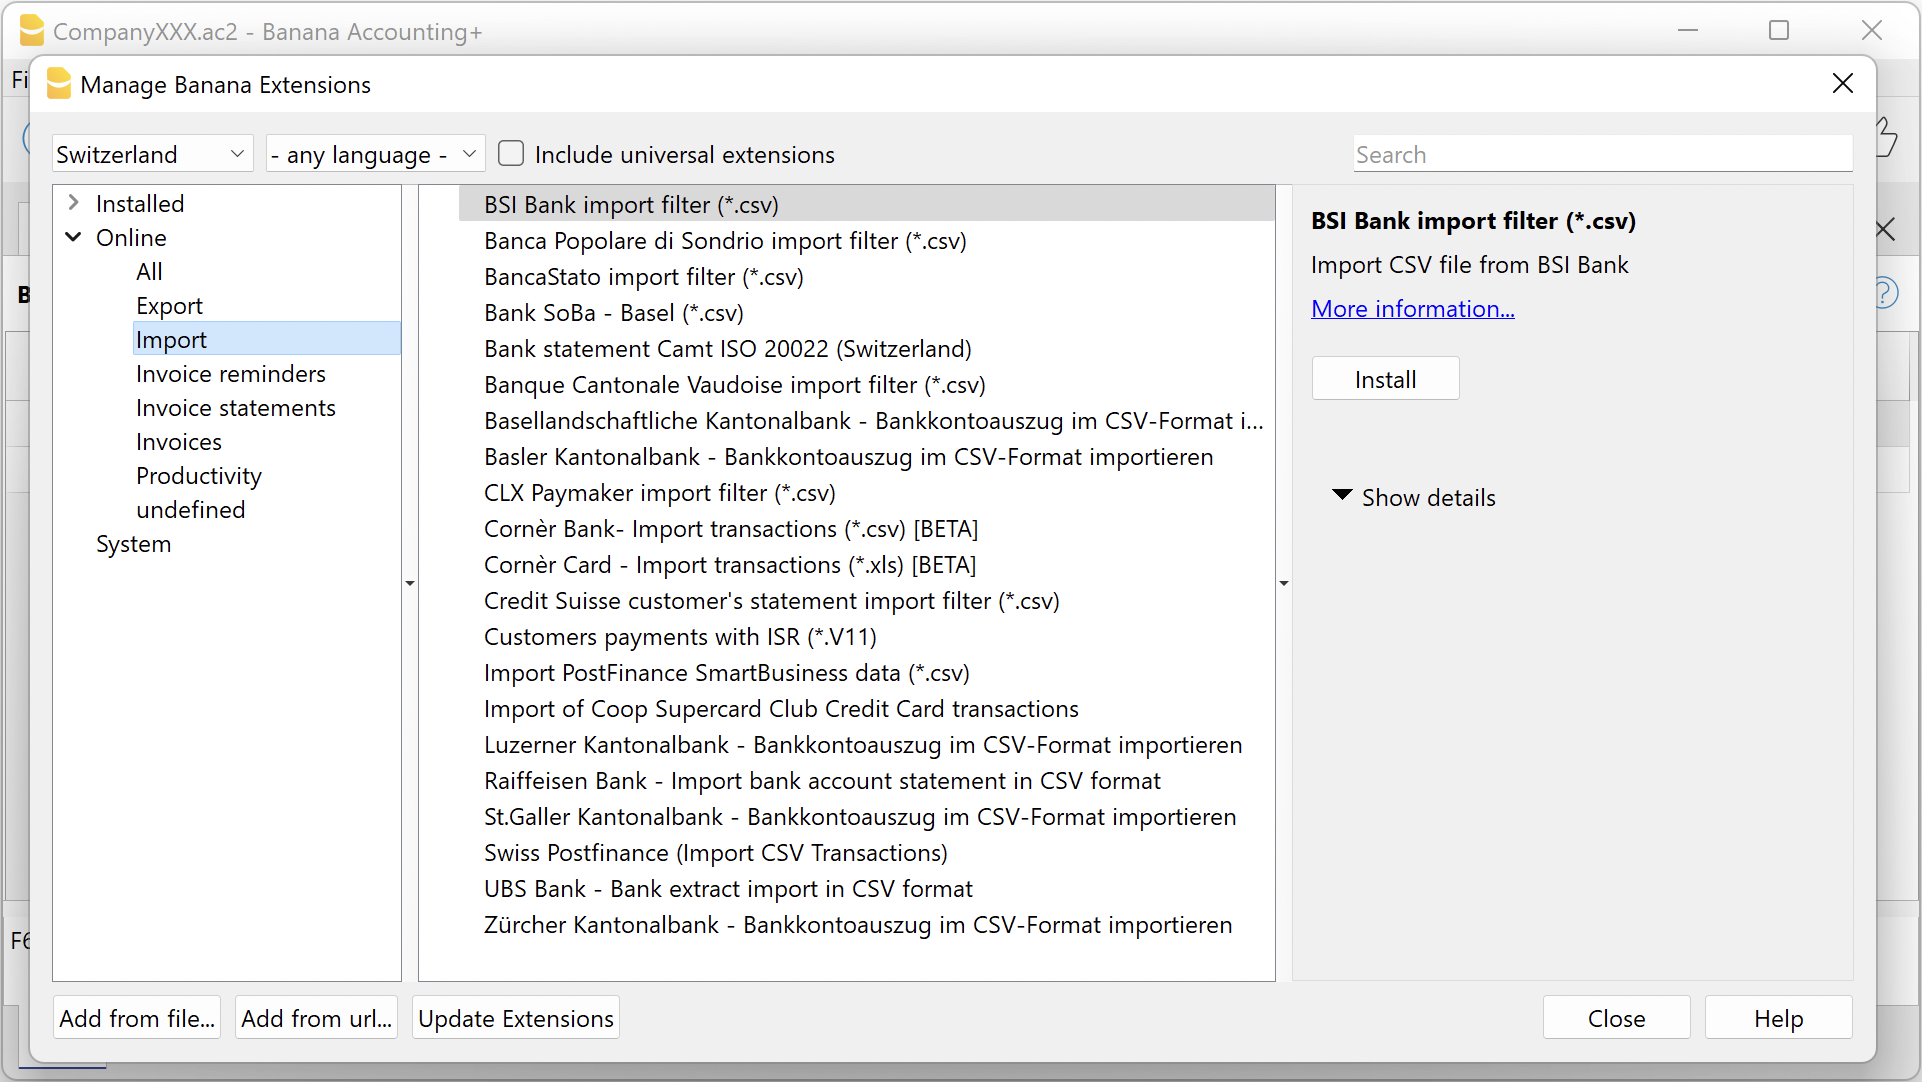 CompanyXXX.ac2 - Banana Accounting+
Fi
Manage Banana Extensions
Switzerland
- any language -
Include universal extensions
Search
Installed
Online
All
Export
Import
Invoice reminders
Invoice statements
Invoices
Productivity
undefined
System
BSI Bank import filter (*.csv)
Banca Popolare di Sondrio import filter (*.csv)
BancaStato import filter (*.csv)
Bank SoBa - Basel (*.csv)
Bank statement Camt ISO 20022 (Switzerland)
Banque Cantonale Vaudoise import filter (*.csv)
Basellandschaftliche Kantonalbank - Bankkontoauszug im CSV-Format i...
Basler Kantonalbank - Bankkontoauszug im CSV-Format importieren
CLX Paymaker import filter (*.csv)
Cornèr Bank- Import transactions (*.csv) [BETA]
Cornèr Card - Import transactions (*.xls) [BETA]
Credit Suisse customer's statement import filter (*.csv)
Customers payments with ISR (*.V11)
Import PostFinance SmartBusiness data (*.csv)
Import of Coop Supercard Club Credit Card transactions
Luzerner Kantonalbank - Bankkontoauszug im CSV-Format importieren
Raiffeisen Bank - Import bank account statement in CSV format
St.Galler Kantonalbank - Bankkontoauszug im CSV-Format importieren
Swiss Postfinance (Import CSV Transactions)
UBS Bank - Bank extract import in CSV format
Zürcher Kantonalbank - Bankkontoauszug im CSV-Format importieren
BSI Bank import filter (*.csv)
Import CSV file from BSI Bank
More information...
Install
Show details
B
?
F6
Add from file...
Add from url...
Update Extensions
Close
Help